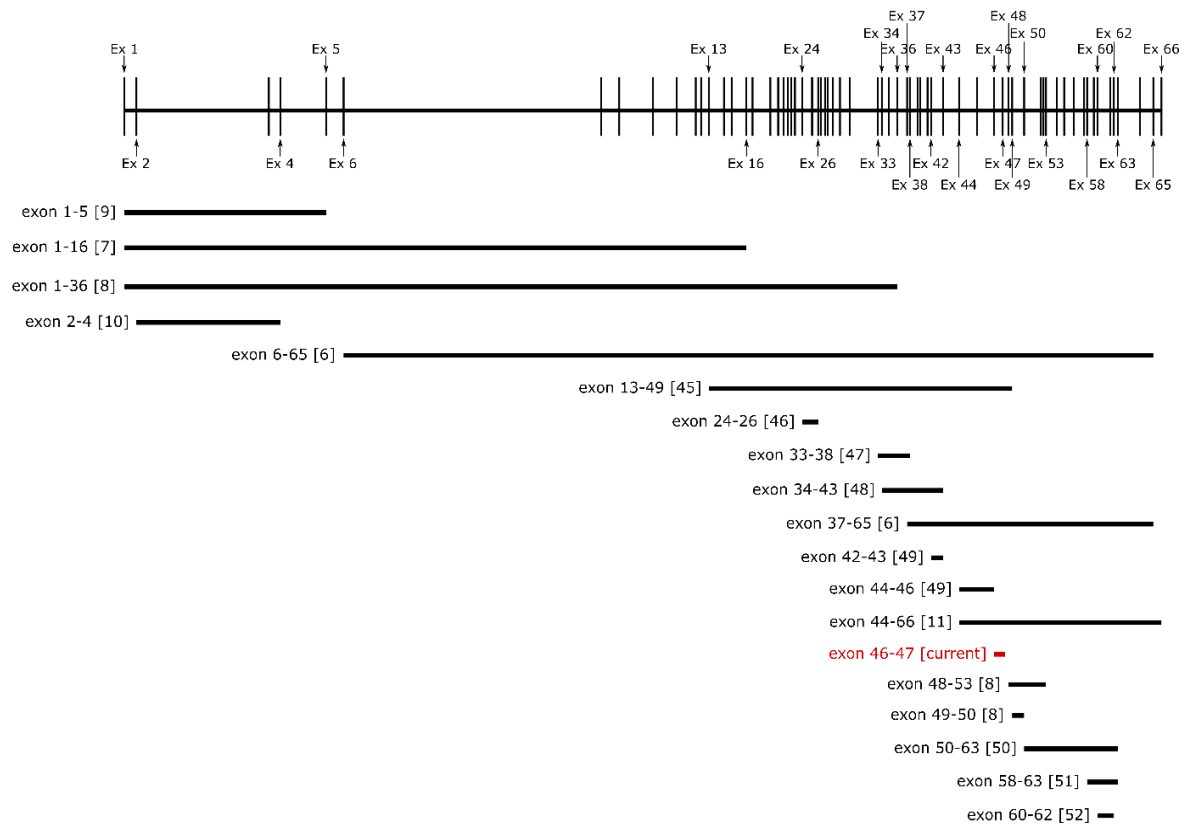 Ex 37 Ex 48
Ex 34 Ex 62
Ex 1 Ex 5 Ex 13 Ex 24 Ex 36 Ex 43 Ex 46 Ex 50 Ex 60 Ex 66
Ex 2 Ex 4 Ex 6 Ex 16 Ex 26 Ex 33 Ex 42 Ex 47 Ex 53 Ex 63
Ex 38 Ex 44 Ex 49 Ex 58 Ex 65
exon 1-5 [9]
exon 1-16 [7]
exon 1-36 [8]
exon 2-4 [10]
exon 6-65 [6]
exon 13-49 [45]
exon 24-26 [46]
exon 33-38 [47]
exon 34-43 [48]
exon 37-65 [6]
exon 42-43 [49]
exon 44-46 [49]
exon 44-66 [11]
exon 46-47 [current]
exon 48-53 [8]
exon 49-50 [8]
exon 50-63 [50]
exon 58-63 [51]
exon 60-62 [52]